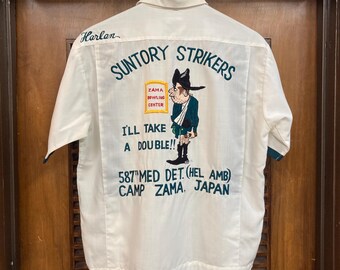 Harlan
SUNTORY STRIKERS
ZAMA
BOWLING
CENTER
I'LL TAKE
A DOUBLE!!
587TH MED DET. (HEL AMB)
CAMP ZAMA, JAPAN